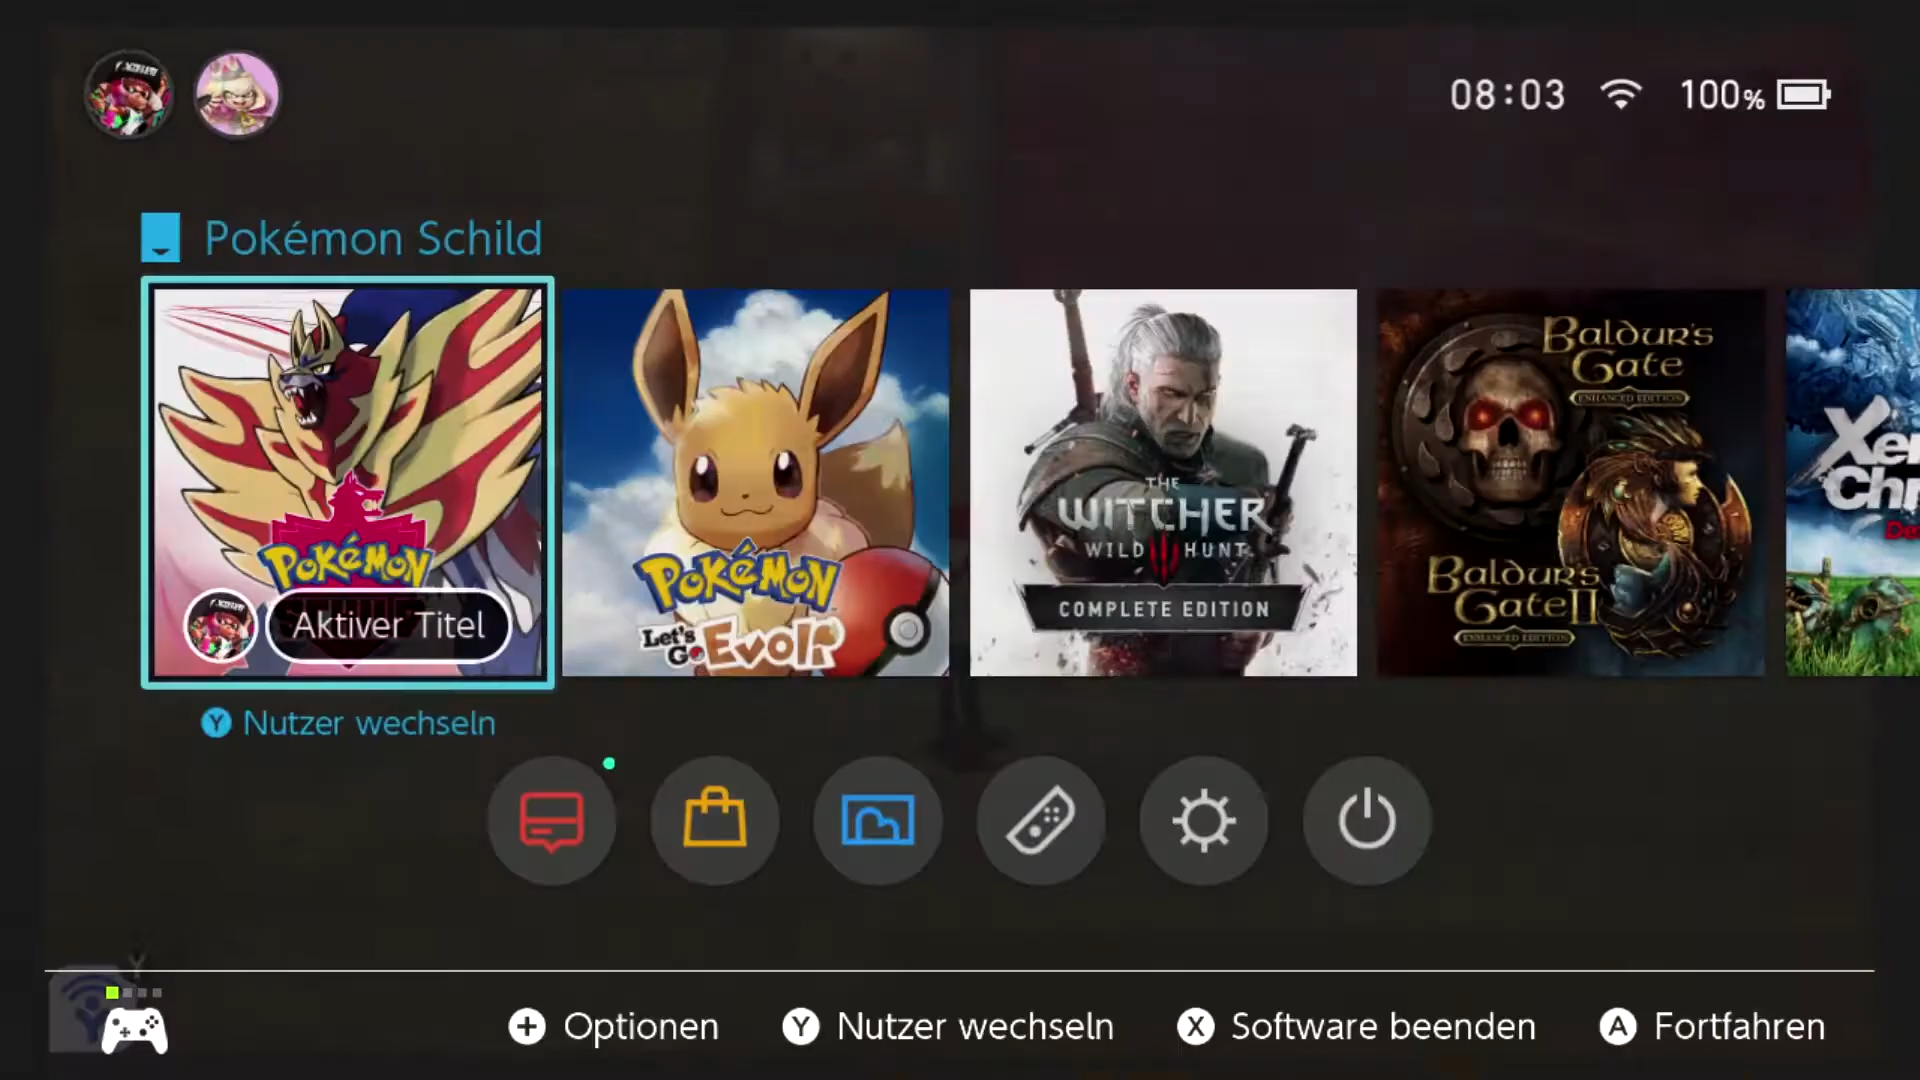 08:03
100%
Pokémon Schild
POKÉMON
Aktiver Titel
POKÉMON
Let's Go Evoli
THE
WITCHER
WILD HUNT
COMPLETE EDITION
Baldur's
Gate
ENHANCED EDITION
Baldur's
Gate II
ENHANCED EDITION
Y Nutzer wechseln
+ Optionen
Y Nutzer wechseln
X Software beenden
A Fortfahren